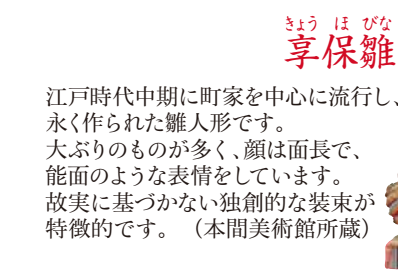 きょう ほ びな
享保雛
江戸時代中期に町家を中心に流行し、
永く作られた雛人形です。
大ぶりのものが多く、顔は面長で、
能面のような表情をしています。
故実に基づかない独創的な装束が
特徴的です。（本間美術館所蔵）